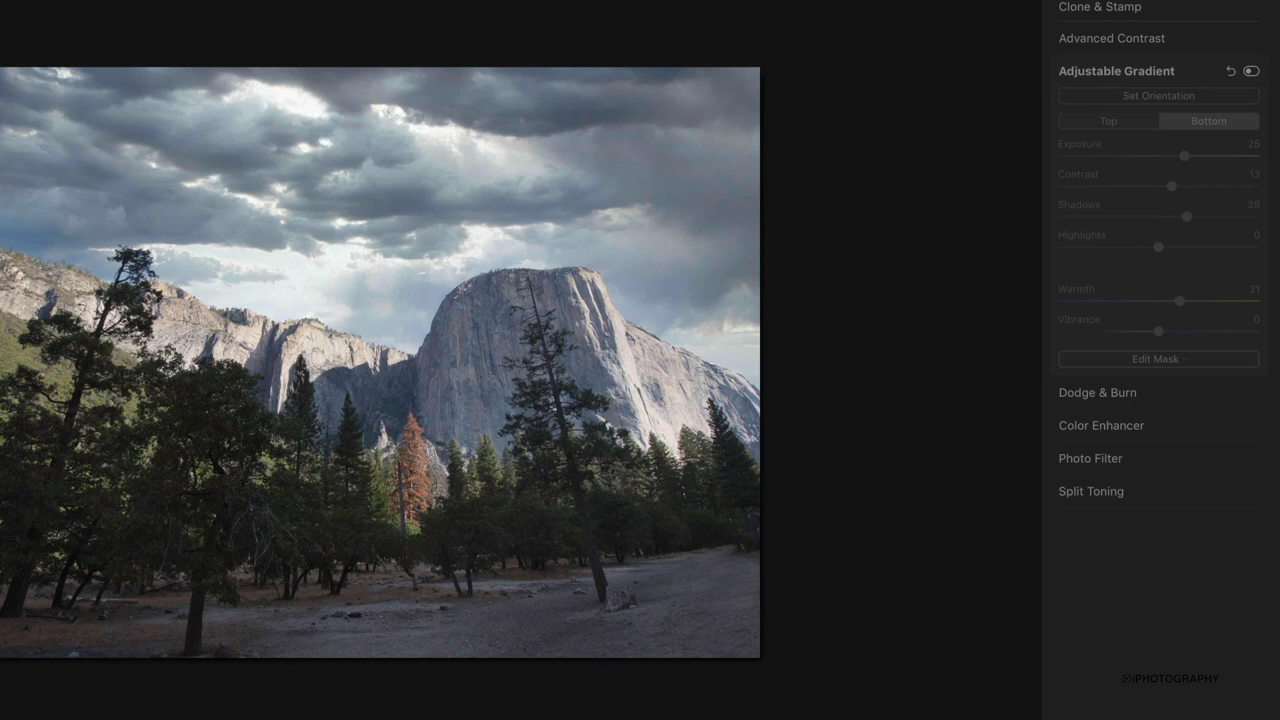 Clone & Stamp
Advanced Contrast
Adjustable Gradient
Set Orientation
Top Bottom
Exposure 25
Contrast 13
Shadows 28
Highlights 0
Warmth 21
Vibrance 0
Edit Mask
Dodge & Burn
Color Enhancer
Photo Filter
Split Toning
iPHOTOGRAPHY